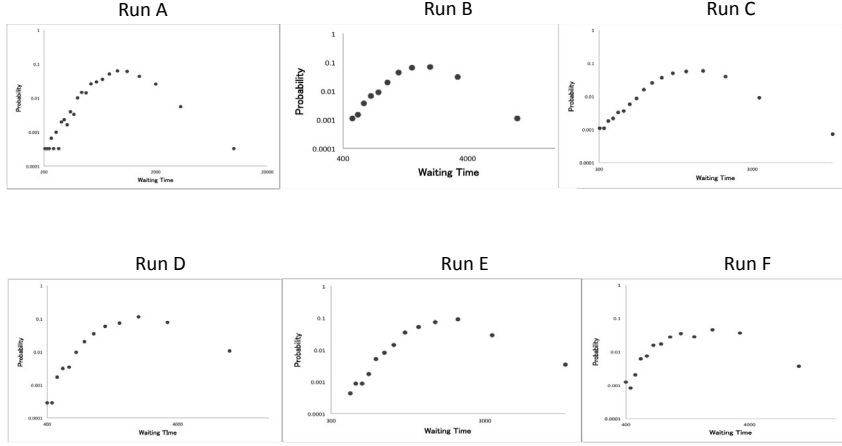 Run A
Run B
Run C
1
0.1
0.01
0.001
0.0001
Probability
200
2000
20000
Waiting Time
1
0.1
0.01
0.001
0.0001
Probability
400
4000
Waiting Time
1
0.1
0.01
0.001
0.0001
Probability
300
3000
Waiting Time
Run D
Run E
Run F
1
0.1
0.01
0.001
0.0001
Probability
400
4000
Waiting Time
1
0.1
0.01
0.001
0.0001
Probability
300
3000
Waiting Time
1
0.1
0.01
0.001
0.0001
Probability
400
4000
Waiting Time